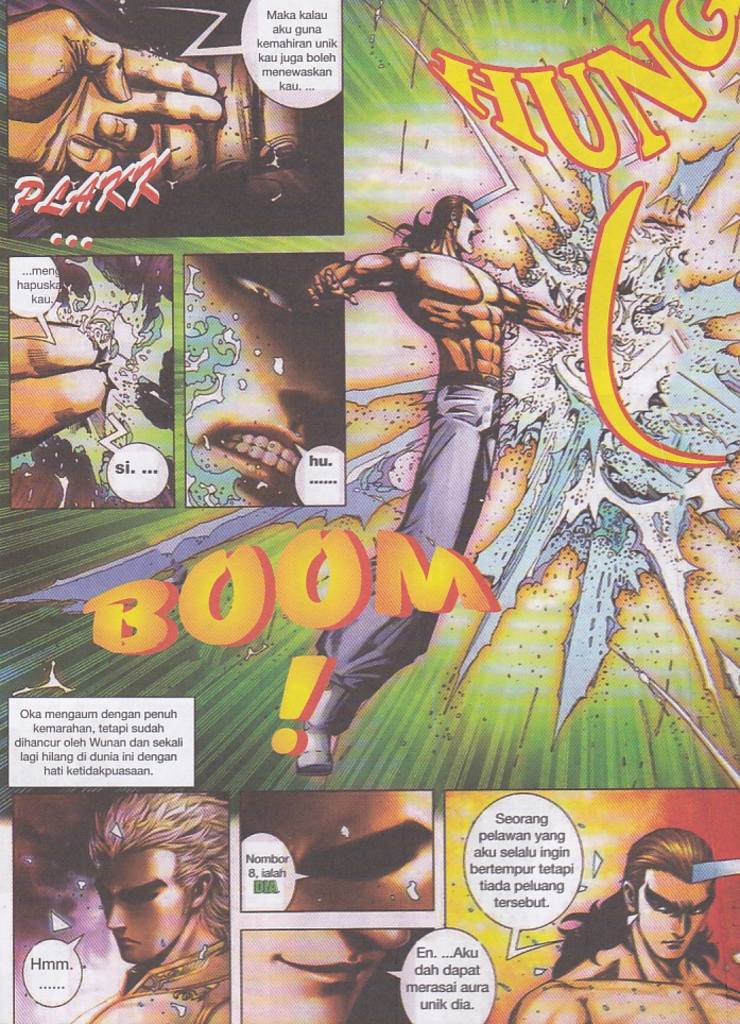 Maka kalau
aku guna
kemahiran unik
kau juga boleh
menewaskan
kau. ...
HUNG
PLAKK
...
...meng
hapuska
kau.
si. ...
hu.
......
BOOM
!
Oka mengaum dengan penuh
kemarahan, tetapi sudah
dihancur oleh Wunan dan sekali
lagi hilang di dunia ini dengan
hati ketidakpuasaan.
Hmm.
......
Nombor
8, ialah
DIA.
En. ...Aku
dah dapat
merasai aura
unik dia.
Seorang
pelawan yang
aku selalu ingin
bertempur tetapi
tiada peluang
tersebut.